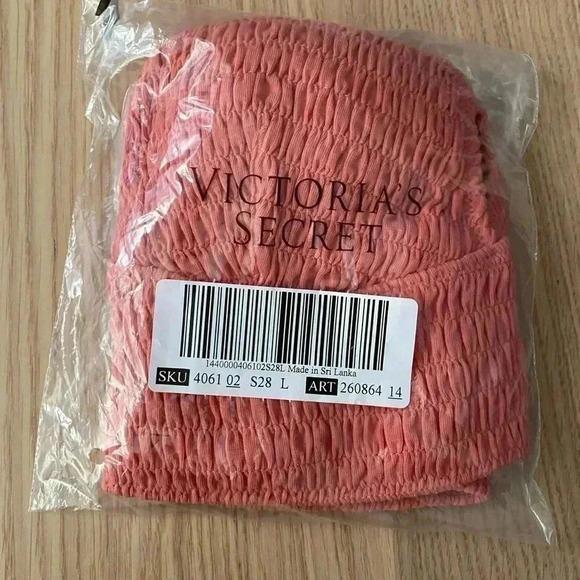 VICTORIA'S
SECRET
1440000406102S28L Made in Sri Lanka
SKU 4061 02 S28 L ART 260864 14